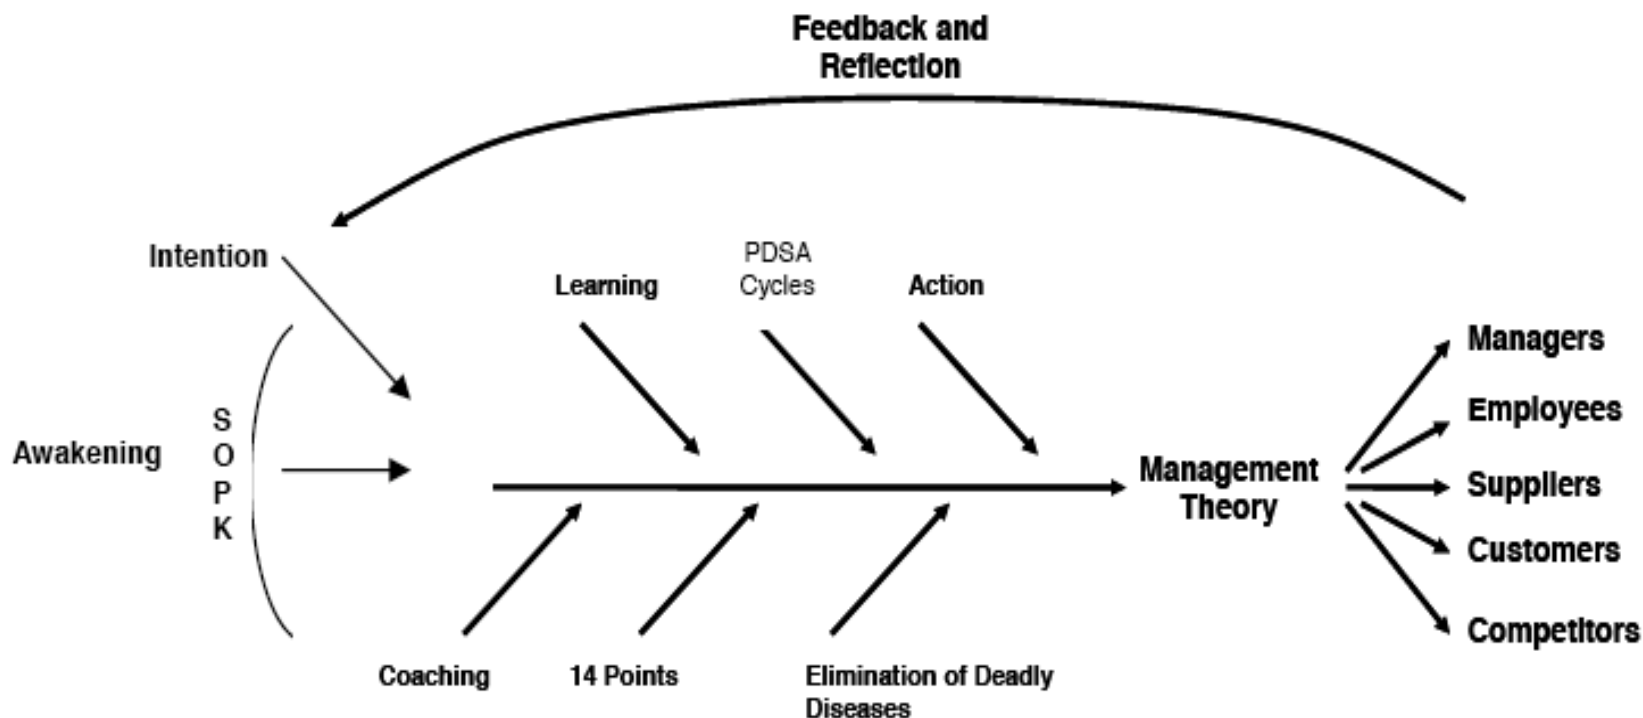 Feedback and
Reflection
Intention
Learning
PDSA
Cycles
Action
Awakening
S
O
P
K
Management
Theory
Managers
Employees
Suppliers
Customers
Competitors
Coaching
14 Points
Elimination of Deadly
Diseases